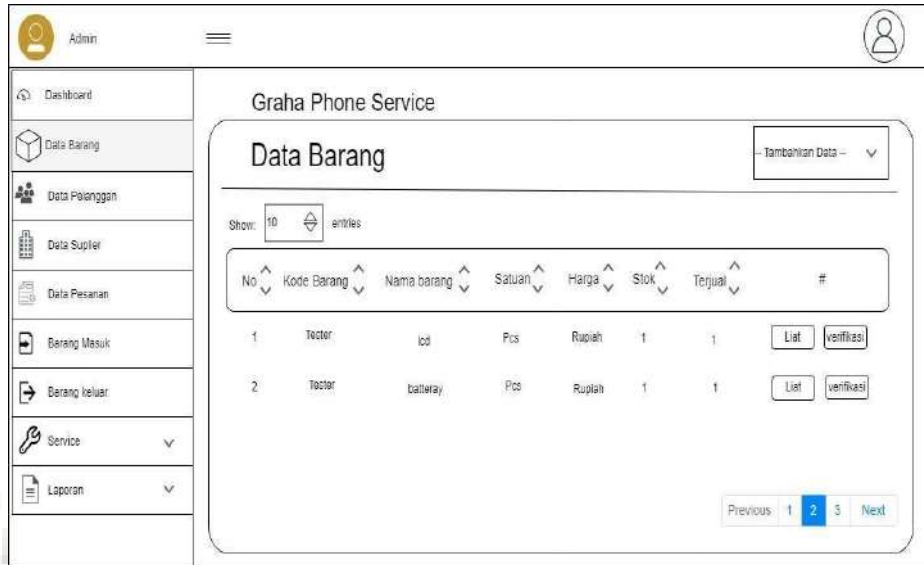 Admin
Dashboard
Data Barang
Data Pelanggan
Data Suplier
Data Pesanan
Barang Masuk
Barang keluar
Service
Laporan
Graha Phone Service
Data Barang
-- Tambahkan Data --
Show: 10 entries
No Kode Barang Nama barang Satuan Harga Stok Terjual #
1 Tester lcd Pcs Rupiah 1 1 Liat verifikasi
2 Tester batteray Pcs Rupiah 1 1 Liat verifikasi
Previous 1 2 3 Next